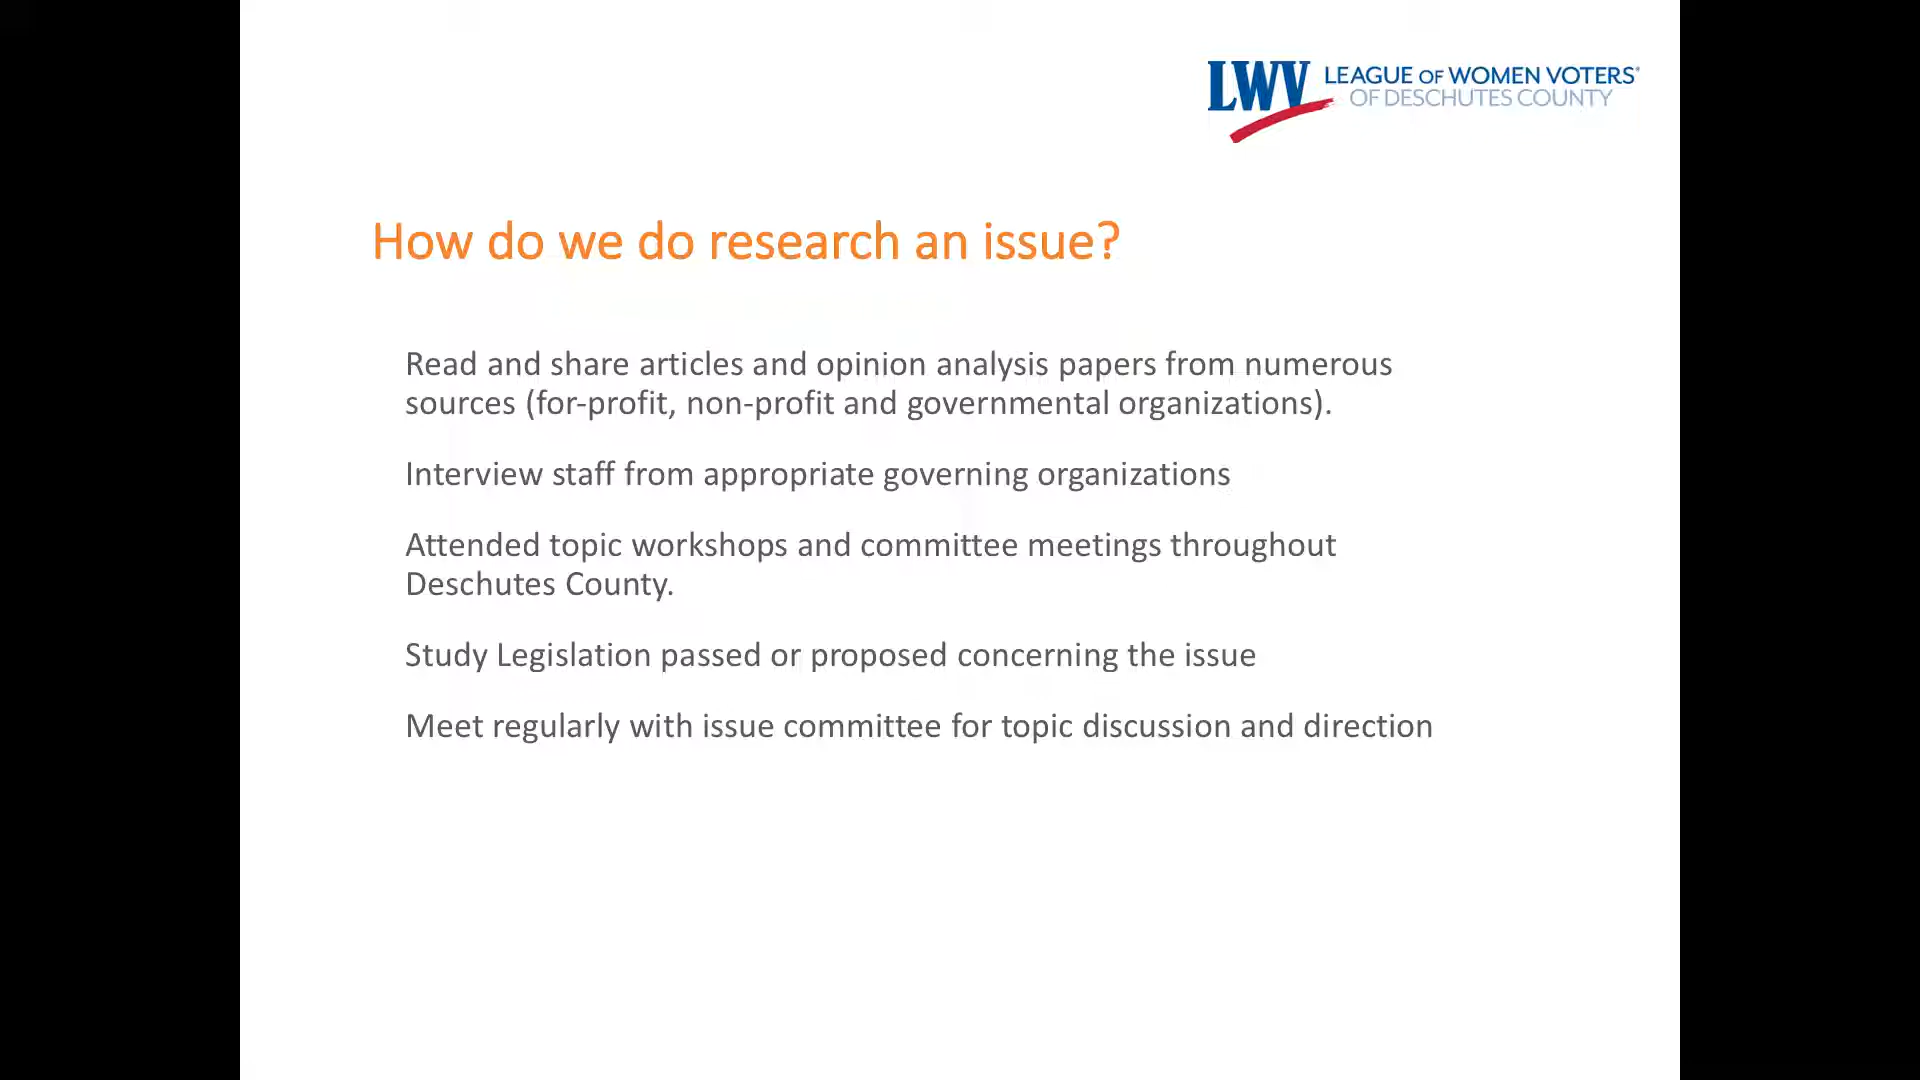 LWV LEAGUE OF WOMEN VOTERS®
OF DESCHUTES COUNTY
How do we do research an issue?
Read and share articles and opinion analysis papers from numerous
sources (for-profit, non-profit and governmental organizations).
Interview staff from appropriate governing organizations
Attended topic workshops and committee meetings throughout
Deschutes County.
Study Legislation passed or proposed concerning the issue
Meet regularly with issue committee for topic discussion and direction